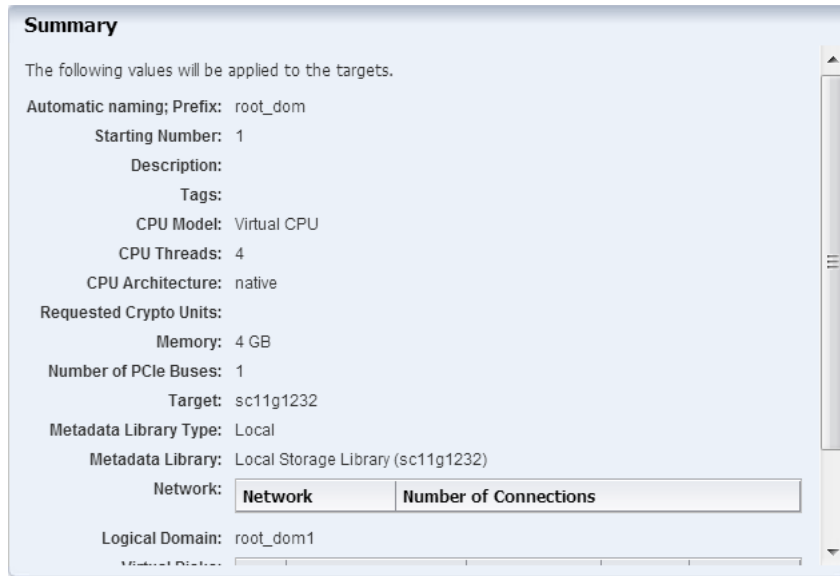 Summary
The following values will be applied to the targets.
Automatic naming; Prefix: root_dom
Starting Number: 1
Description:
Tags:
CPU Model: Virtual CPU
CPU Threads: 4
CPU Architecture: native
Requested Crypto Units:
Memory: 4 GB
Number of PCIe Buses: 1
Target: sc11g1232
Metadata Library Type: Local
Metadata Library: Local Storage Library (sc11g1232)
Network: Network Number of Connections
Logical Domain: root_dom1
Virtual Disks: